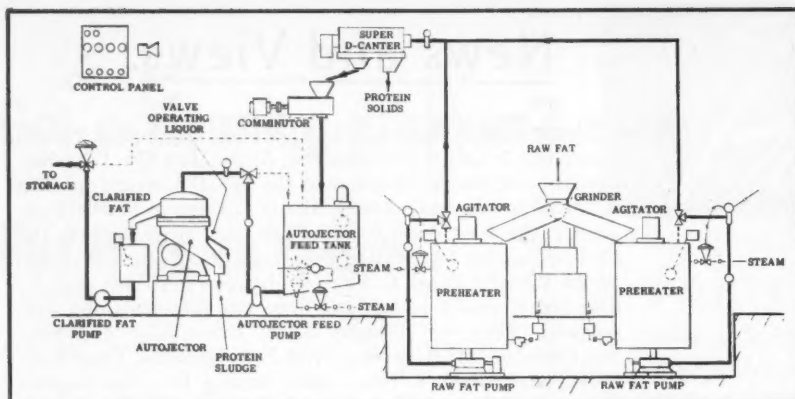 SUPER
D-CANTER
CONTROL PANEL
PROTEIN
SOLIDS
VALVE
OPERATING
LIQUOR
COMMINUTOR
RAW FAT
TO
STORAGE
CLARIFIED
FAT
GRINDER
AGITATOR
AGITATOR
AUTOJECTOR
FEED TANK
STEAM
STEAM
PREHEATER
PREHEATER
STEAM
CLARIFIED FAT
PUMP
AUTOJECTOR
PROTEIN
SLUDGE
AUTOJECTOR FEED
PUMP
RAW FAT PUMP
RAW FAT PUMP